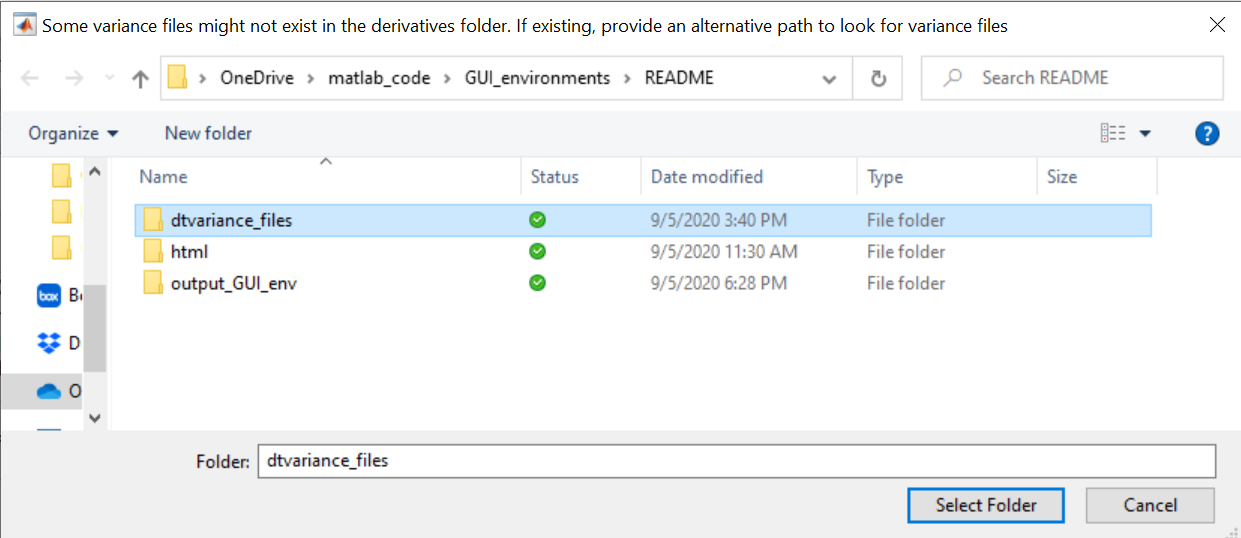 Some variance files might not exist in the derivatives folder. If existing, provide an alternative path to look for variance files
OneDrive > matlab_code > GUI_environments > README
Search README
Organize New folder
?
Name Status Date modified Type Size
dtvariance_files 9/5/2020 3:40 PM File folder
html 9/5/2020 11:30 AM File folder
output_GUI_env 9/5/2020 6:28 PM File folder
box
D
O
Folder: dtvariance_files
Select Folder Cancel